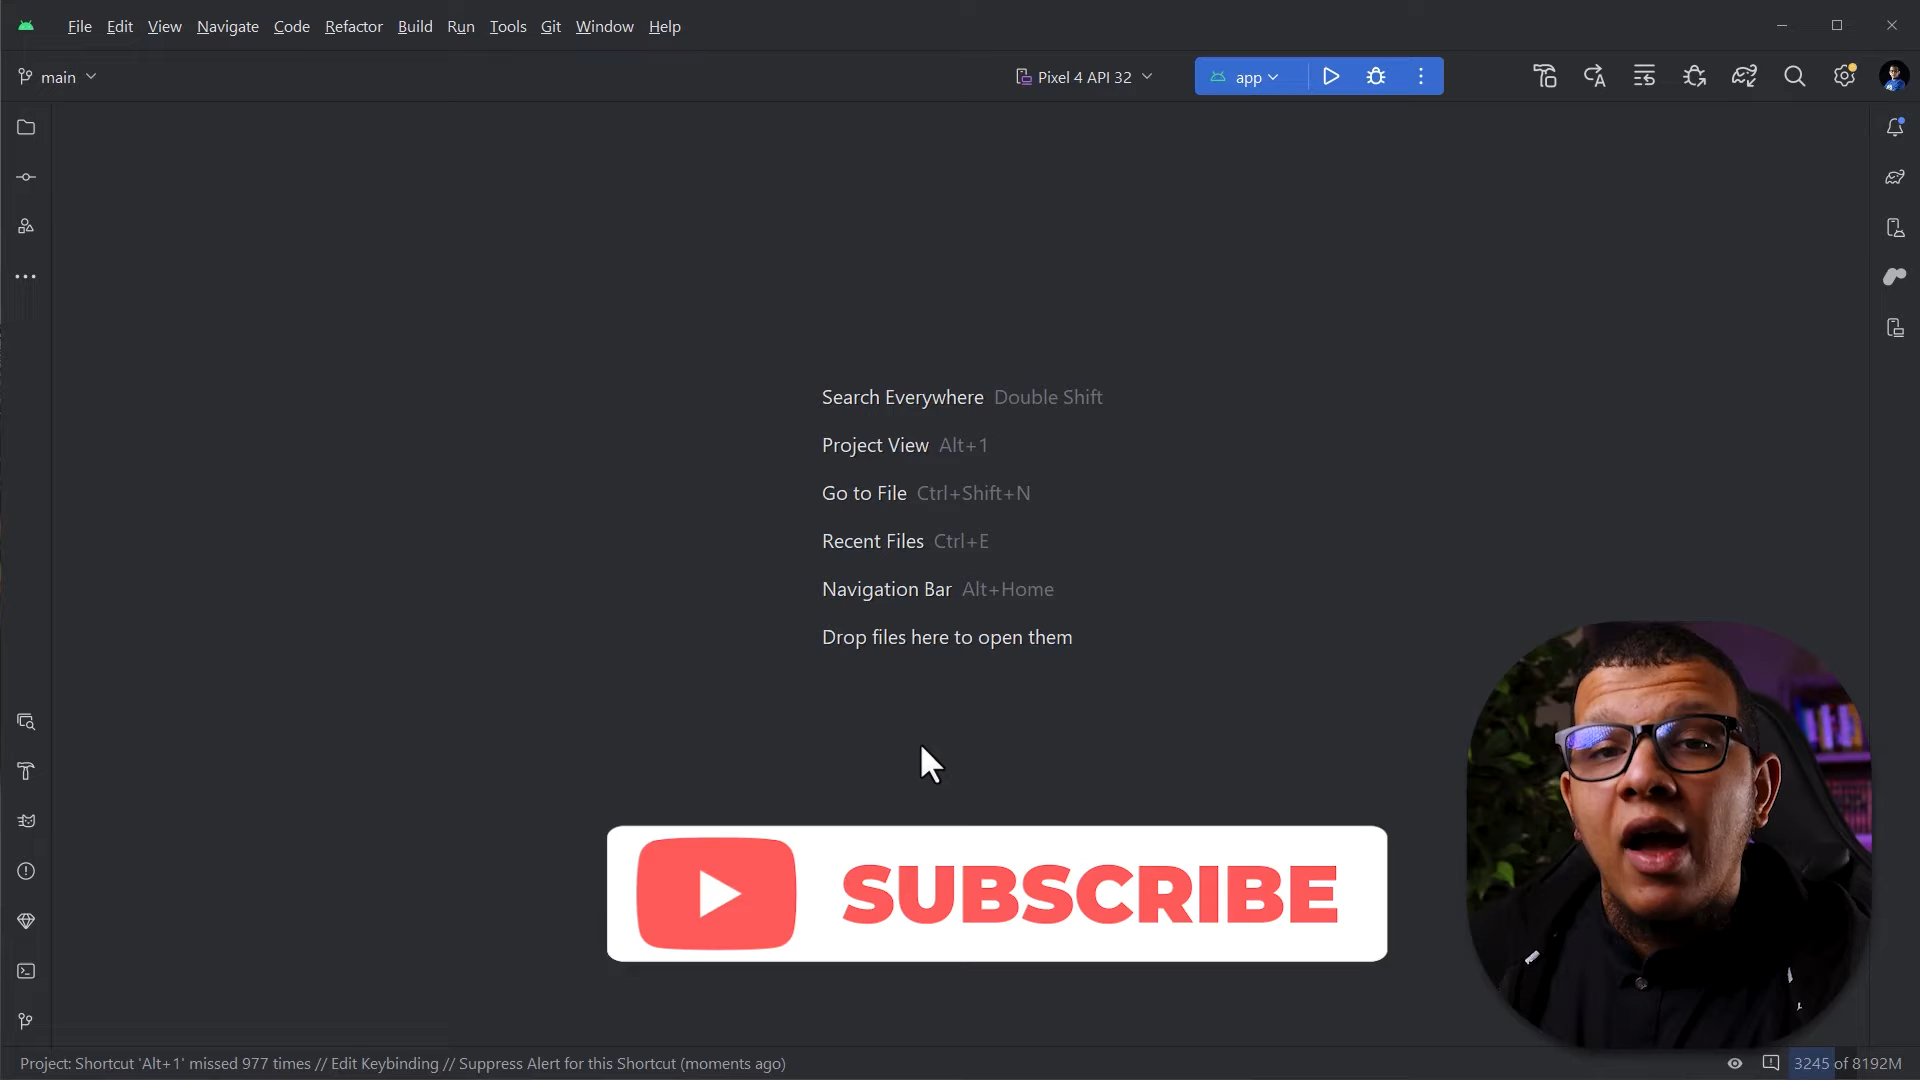 File Edit View Navigate Code Refactor Build Run Tools Git Window Help
main Pixel 4 API 32 app
Search Everywhere Double Shift
Project View Alt+1
Go to File Ctrl+Shift+N
Recent Files Ctrl+E
Navigation Bar Alt+Home
Drop files here to open them
SUBSCRIBE
Project: Shortcut 'Alt+1' missed 977 times // Edit Keybinding // Suppress Alert for this Shortcut (moments ago) 3245 of 8192M